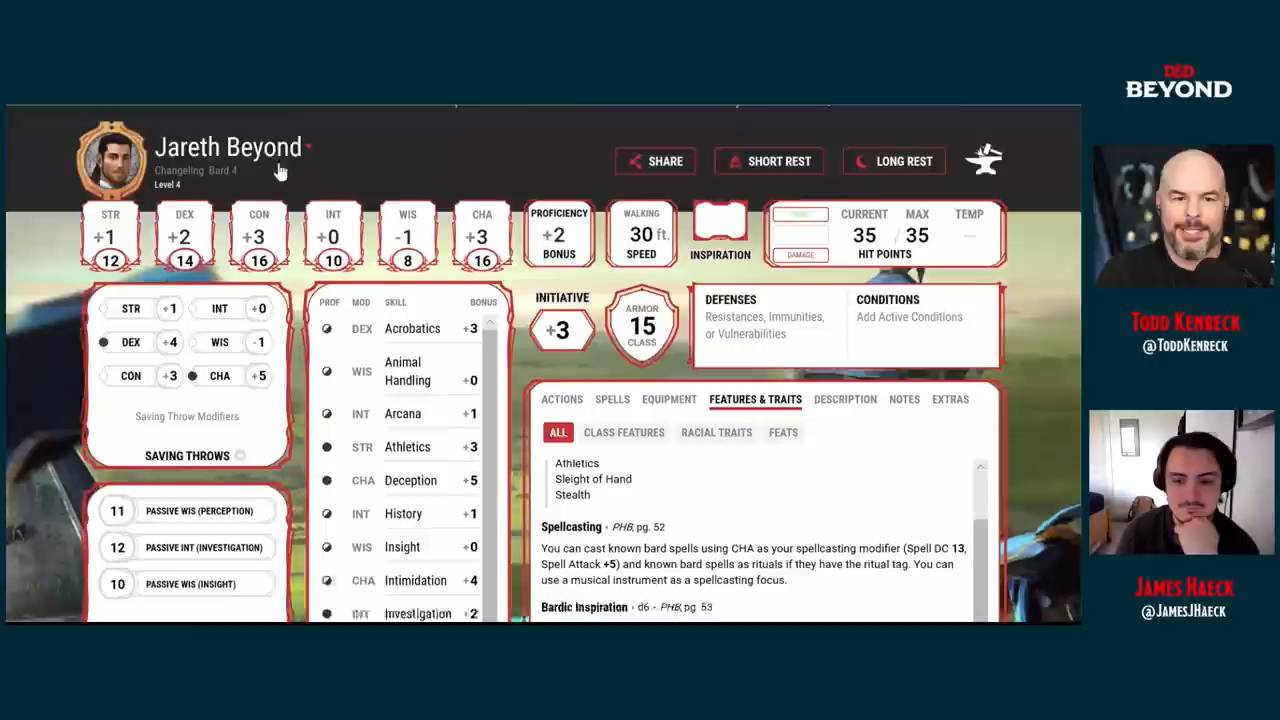 D&D
BEYOND
Jareth Beyond
Changeling Bard 4
Level 4
SHARE
SHORT REST
LONG REST
STR
+1
12
DEX
+2
14
CON
+3
16
INT
+0
10
WIS
-1
8
CHA
+3
16
PROFICIENCY
+2
BONUS
WALKING
30 ft.
SPEED
INSPIRATION
DAMAGE
CURRENT MAX TEMP
35 / 35 —
HIT POINTS
STR +1 INT +0
DEX +4 WIS -1
CON +3 CHA +5
Saving Throw Modifiers
SAVING THROWS
11 PASSIVE WIS (PERCEPTION)
12 PASSIVE INT (INVESTIGATION)
10 PASSIVE WIS (INSIGHT)
PROF MOD SKILL BONUS
DEX Acrobatics +3
WIS Animal Handling +0
INT Arcana +1
STR Athletics +3
CHA Deception +5
INT History +1
WIS Insight +0
CHA Intimidation +4
INT Investigation +2
INITIATIVE
+3
ARMOR
15
CLASS
DEFENSES
Resistances, Immunities,
or Vulnerabilities
CONDITIONS
Add Active Conditions
ACTIONS SPELLS EQUIPMENT FEATURES & TRAITS DESCRIPTION NOTES EXTRAS
ALL CLASS FEATURES RACIAL TRAITS FEATS
Athletics
Sleight of Hand
Stealth
Spellcasting • PHB, pg. 52
You can cast known bard spells using CHA as your spellcasting modifier (Spell DC 13,
Spell Attack +5) and known bard spells as rituals if they have the ritual tag. You can
use a musical instrument as a spellcasting focus.
Bardic Inspiration • d6 • PHB, pg. 53
TODD KENRECK
@TODDKENRECK
JAMES HAECK
@JAMESJHAECK